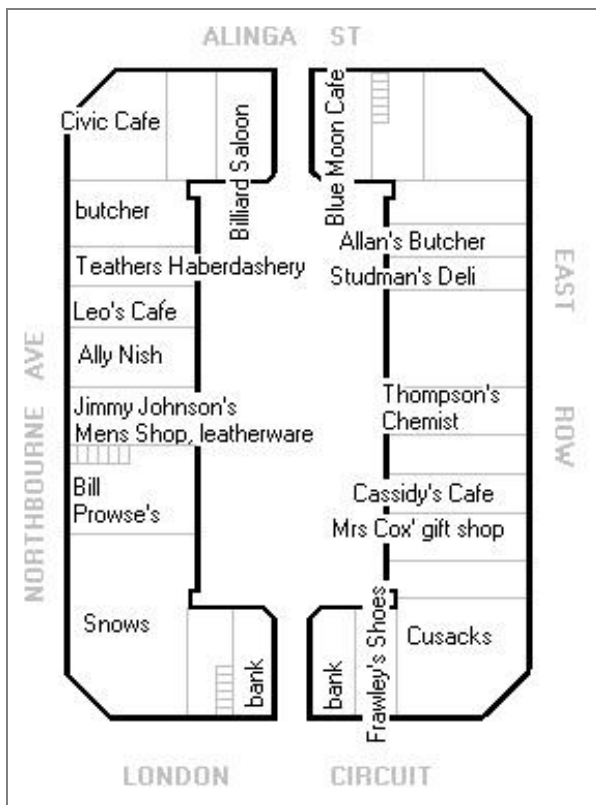 ALINGA ST
Civic Cafe
Billiard Saloon
Blue Moon Cafe
butcher
Allan's Butcher
Teathers Haberdashery
Studman's Deli
Leo's Cafe
Ally Nish
Jimmy Johnson's
Mens Shop, leatherware
Thompson's
Chemist
Bill
Prowse's
Cassidy's Cafe
Mrs Cox' gift shop
Snows
bank
bank
Frawley's Shoes
Cusacks
NORTHBOURNE AVE
EAST ROW
LONDON CIRCUIT